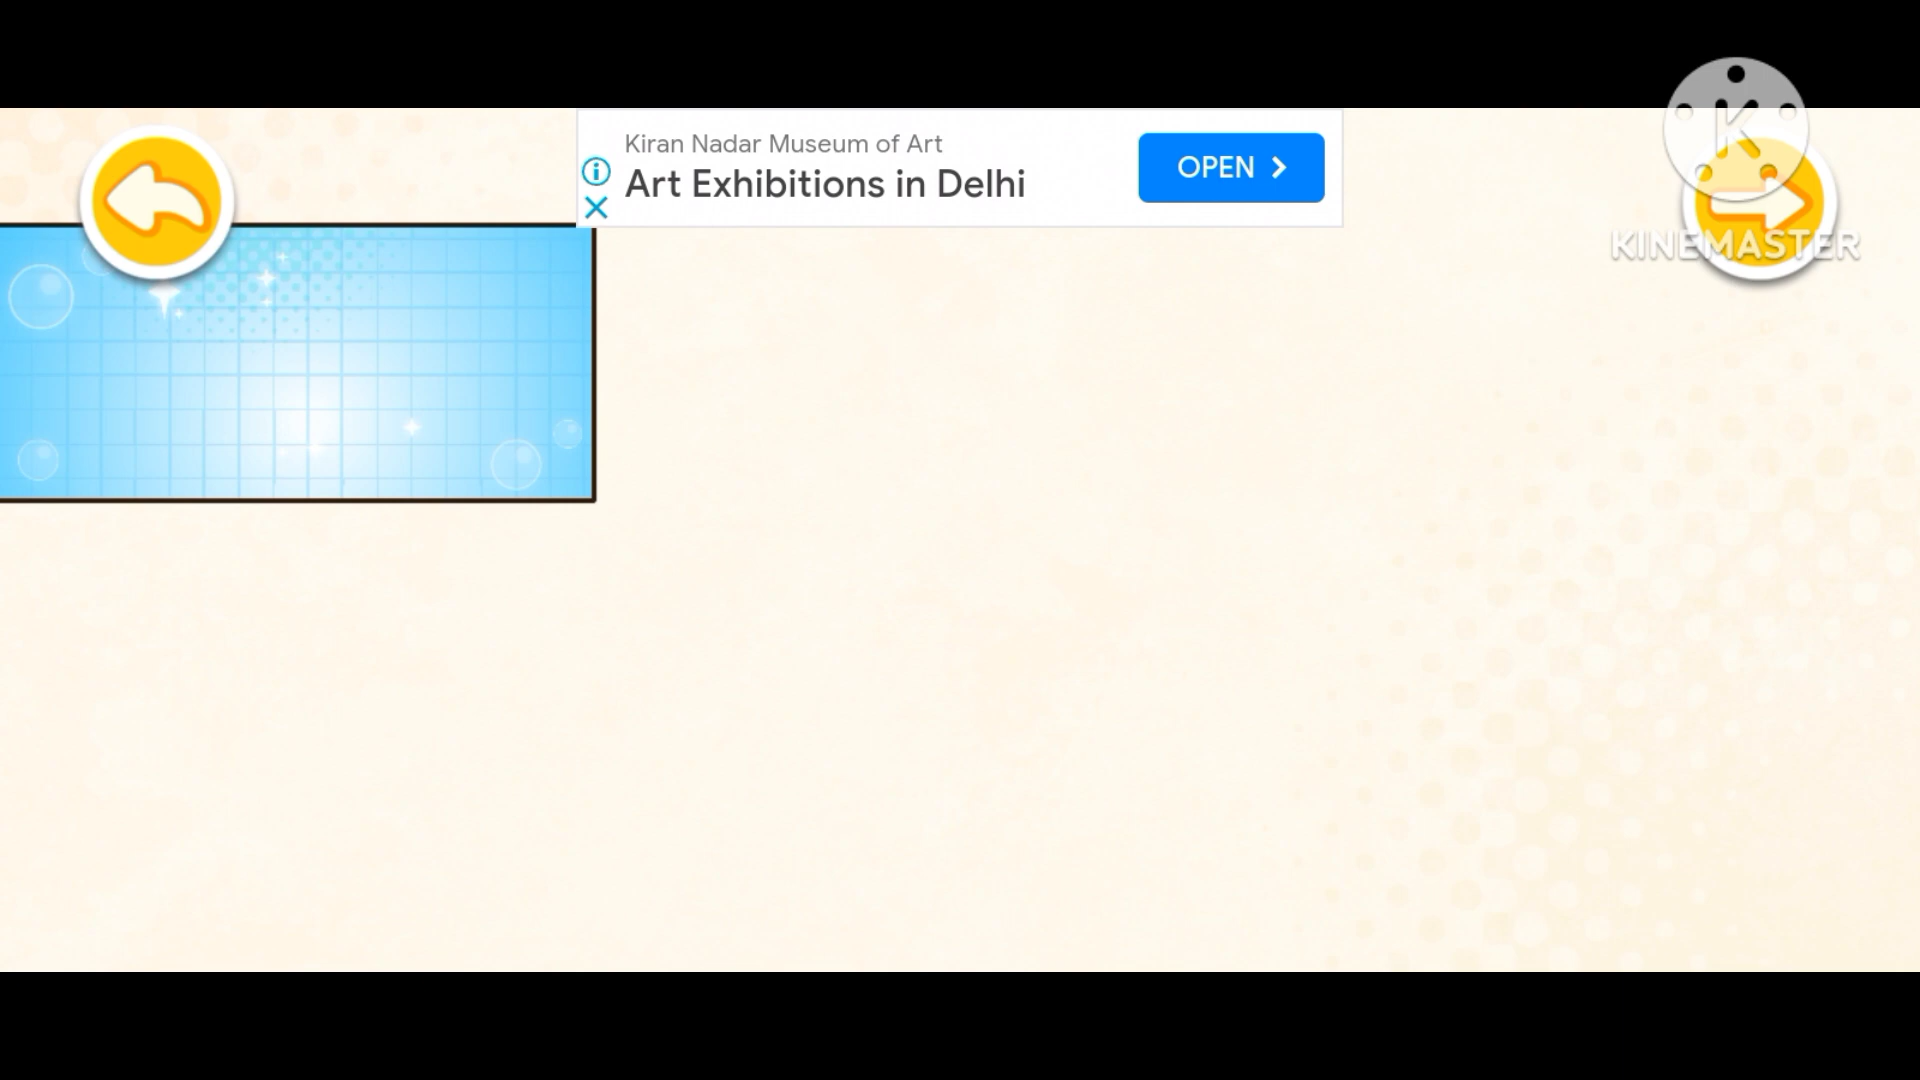 Kiran Nadar Museum of Art
Art Exhibitions in Delhi
OPEN
K
KINEMASTER